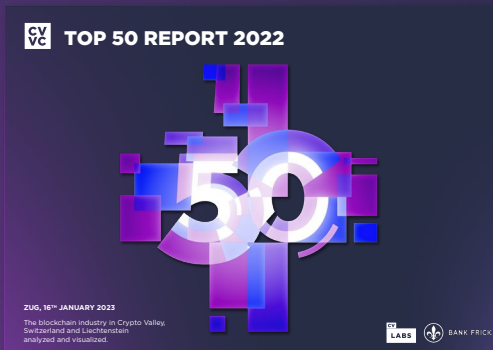 CV
VC
TOP 50 REPORT 2022
50
ZUG, 16TH JANUARY 2023
The blockchain industry in Crypto Valley,
Switzerland and Liechtenstein
analyzed and visualized.
CV
LABS
BANK FRICK